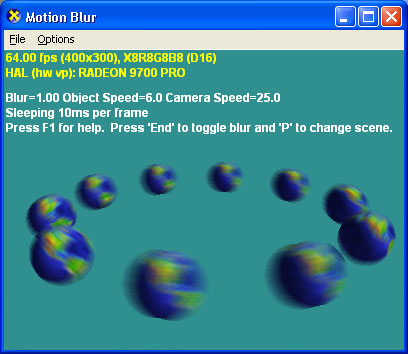 Motion Blur
File Options
64.00 fps (400x300), X8R8G8B8 (D16)
HAL (hw vp): RADEON 9700 PRO
Blur=1.00 Object Speed=6.0 Camera Speed=25.0
Sleeping 10ms per frame
Press F1 for help.  Press 'End' to toggle blur and 'P' to change scene.